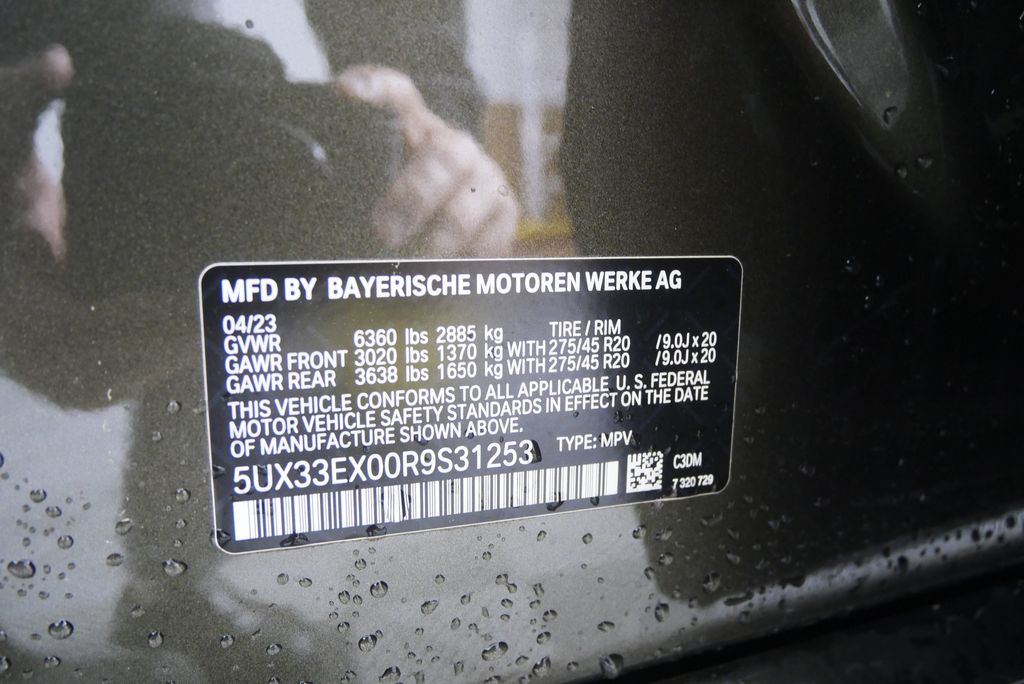 MFD BY BAYERISCHE MOTOREN WERKE AG
04/23 TIRE / RIM
GVWR 6360 lbs 2885 kg
GAWR FRONT 3020 lbs 1370 kg WITH 275/45 R20 /9.0J x 20
GAWR REAR 3638 lbs 1650 kg WITH 275/45 R20 /9.0J x 20
THIS VEHICLE CONFORMS TO ALL APPLICABLE U. S. FEDERAL
MOTOR VEHICLE SAFETY STANDARDS IN EFFECT ON THE DATE
OF MANUFACTURE SHOWN ABOVE.
5UX33EX00R9S31253 TYPE: MPV
C3DM
7 320 729